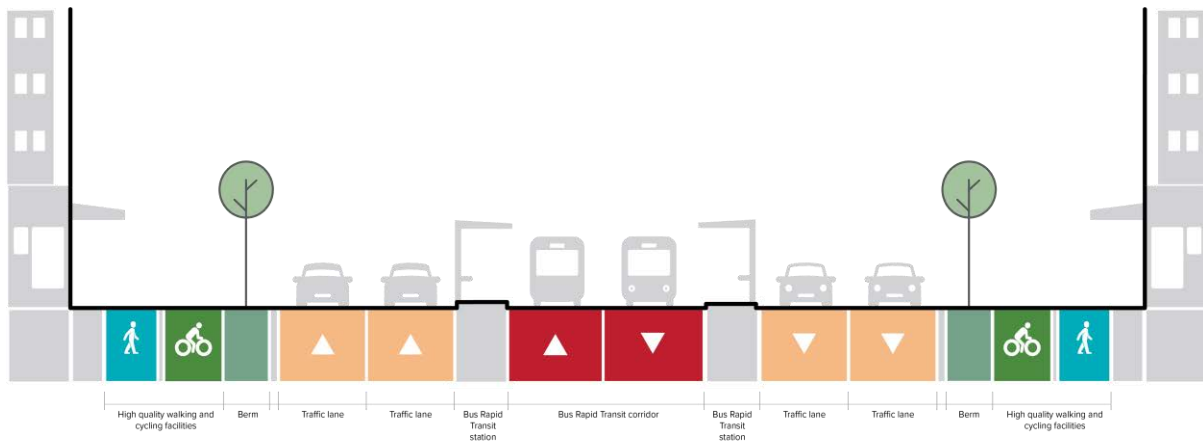 High quality walking and
cycling facilities
Berm
Traffic lane
Traffic lane
Bus Rapid
Transit
station
Bus Rapid Transit corridor
Bus Rapid
Transit
station
Traffic lane
Traffic lane
Berm
High quality walking and
cycling facilities